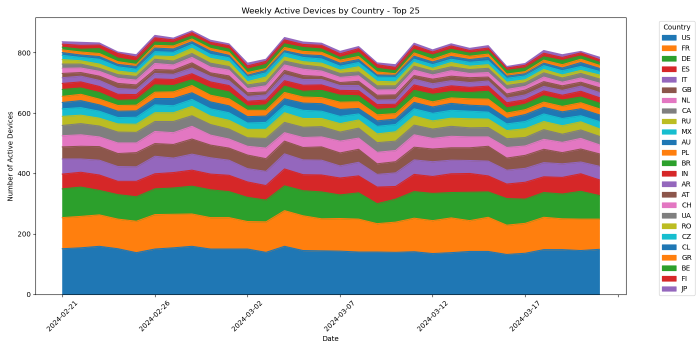 Weekly Active Devices by Country - Top 25
Number of Active Devices
800
600
400
200
0
2024-02-21
2024-02-26
2024-03-02
2024-03-07
2024-03-12
2024-03-17
Date
Country
US
FR
DE
ES
IT
GB
NL
CA
RU
MX
AU
PL
BR
IN
AR
AT
CH
UA
RO
CZ
CL
GR
BE
FI
JP